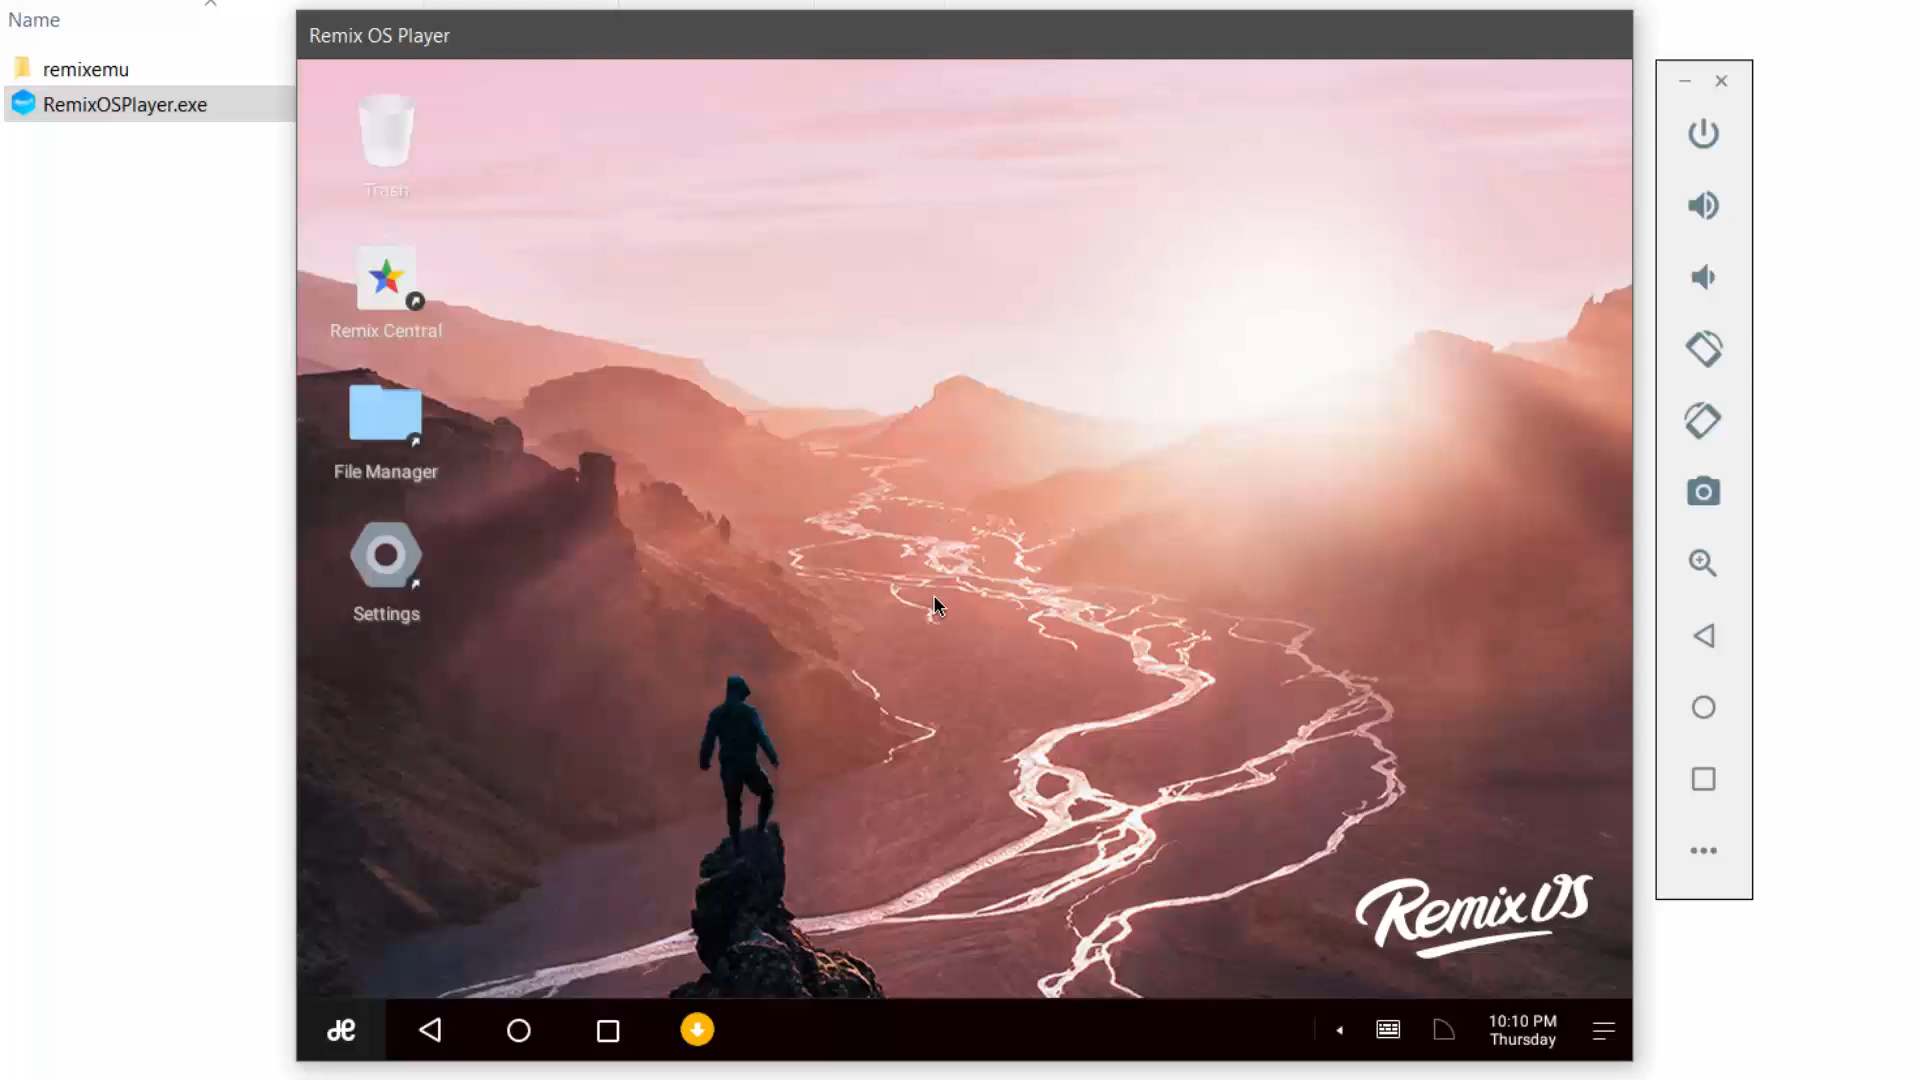 Name
remixemu
RemixOSPlayer.exe
Remix OS Player
Trash
Remix Central
File Manager
Settings
Remix OS
10:10 PM
Thursday